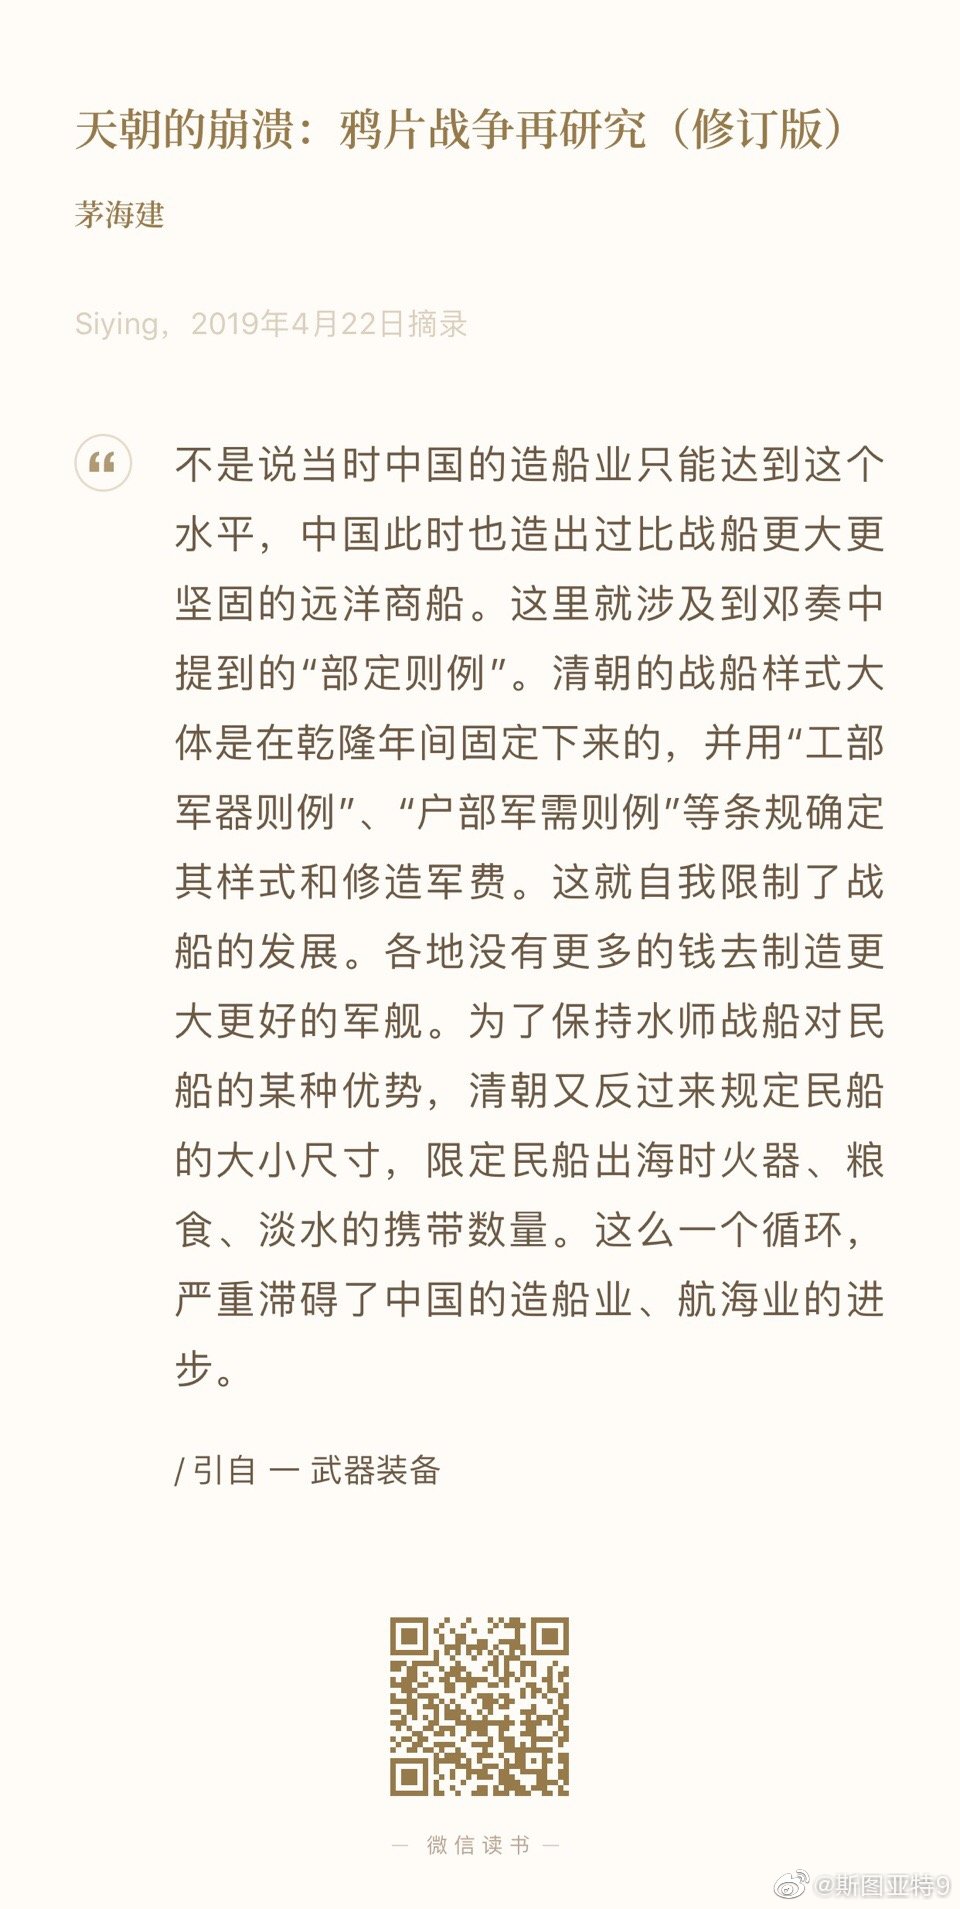 天朝的崩溃：鸦片战争再研究（修订版）
茅海建
Siying，2019年4月22日摘录
不是说当时中国的造船业只能达到这个
水平，中国此时也造出过比战船更大更
坚固的远洋商船。这里就涉及到邓奏中
提到的“部定则例”。清朝的战船样式大
体是在乾隆年间固定下来的，并用“工部
军器则例”、“户部军需则例”等条规确定
其样式和修造军费。这就自我限制了战
船的发展。各地没有更多的钱去制造更
大更好的军舰。为了保持水师战船对民
船的某种优势，清朝又反过来规定民船
的大小尺寸，限定民船出海时火器、粮
食、淡水的携带数量。这么一个循环，
严重滞碍了中国的造船业、航海业的进
步。
/ 引自 一 武器装备
— 微信读书 —
@斯图亚特9